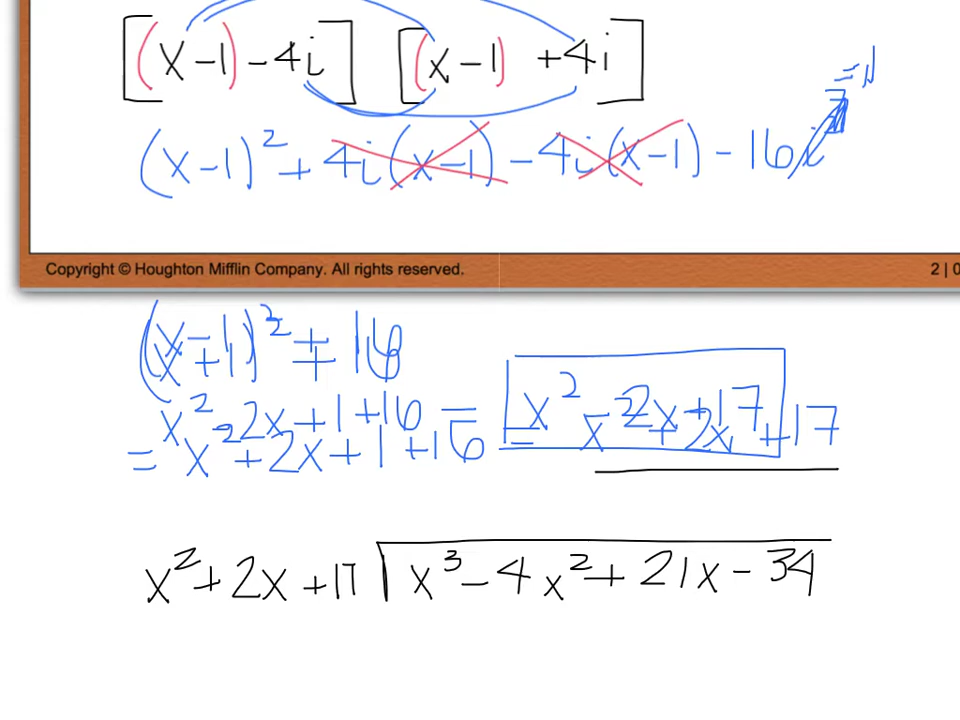 [(x-1)-4i] [(x-1) +4i]
(x-1)² + 4i(x-1) - 4i(x-1) - 16i² = -1
Copyright © Houghton Mifflin Company. All rights reserved. 2 | 0
(x-1)² + 16
x² - 2x + 1 + 16 = x² - 2x + 17
= x² + 2x + 1 + 16 = x² + 2x + 17
x² + 2x + 17 x³ - 4x² + 21x - 34